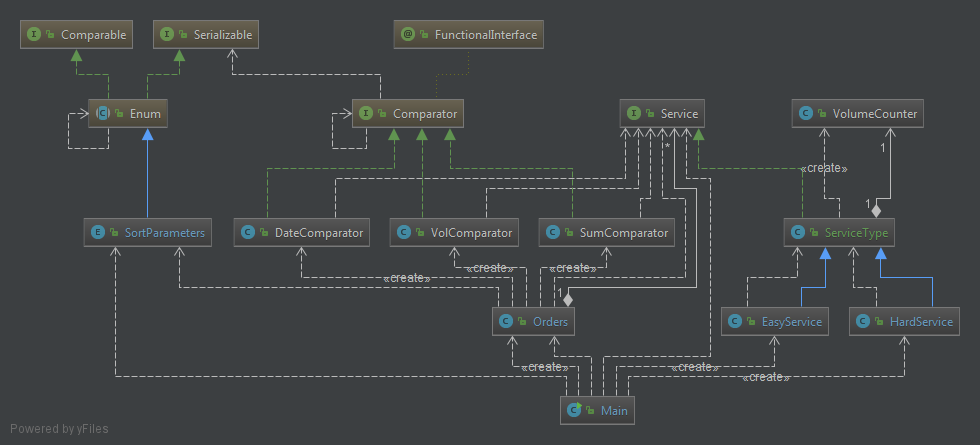 Comparable
Serializable
@ FunctionalInterface
Enum
Comparator
Service
VolumeCounter
*
1
«create»
1
SortParameters
DateComparator
VolComparator
SumComparator
ServiceType
«create»
«create»
«create»
1
Orders
EasyService
HardService
«create»
«create»
«create»
Main
Powered by yFiles